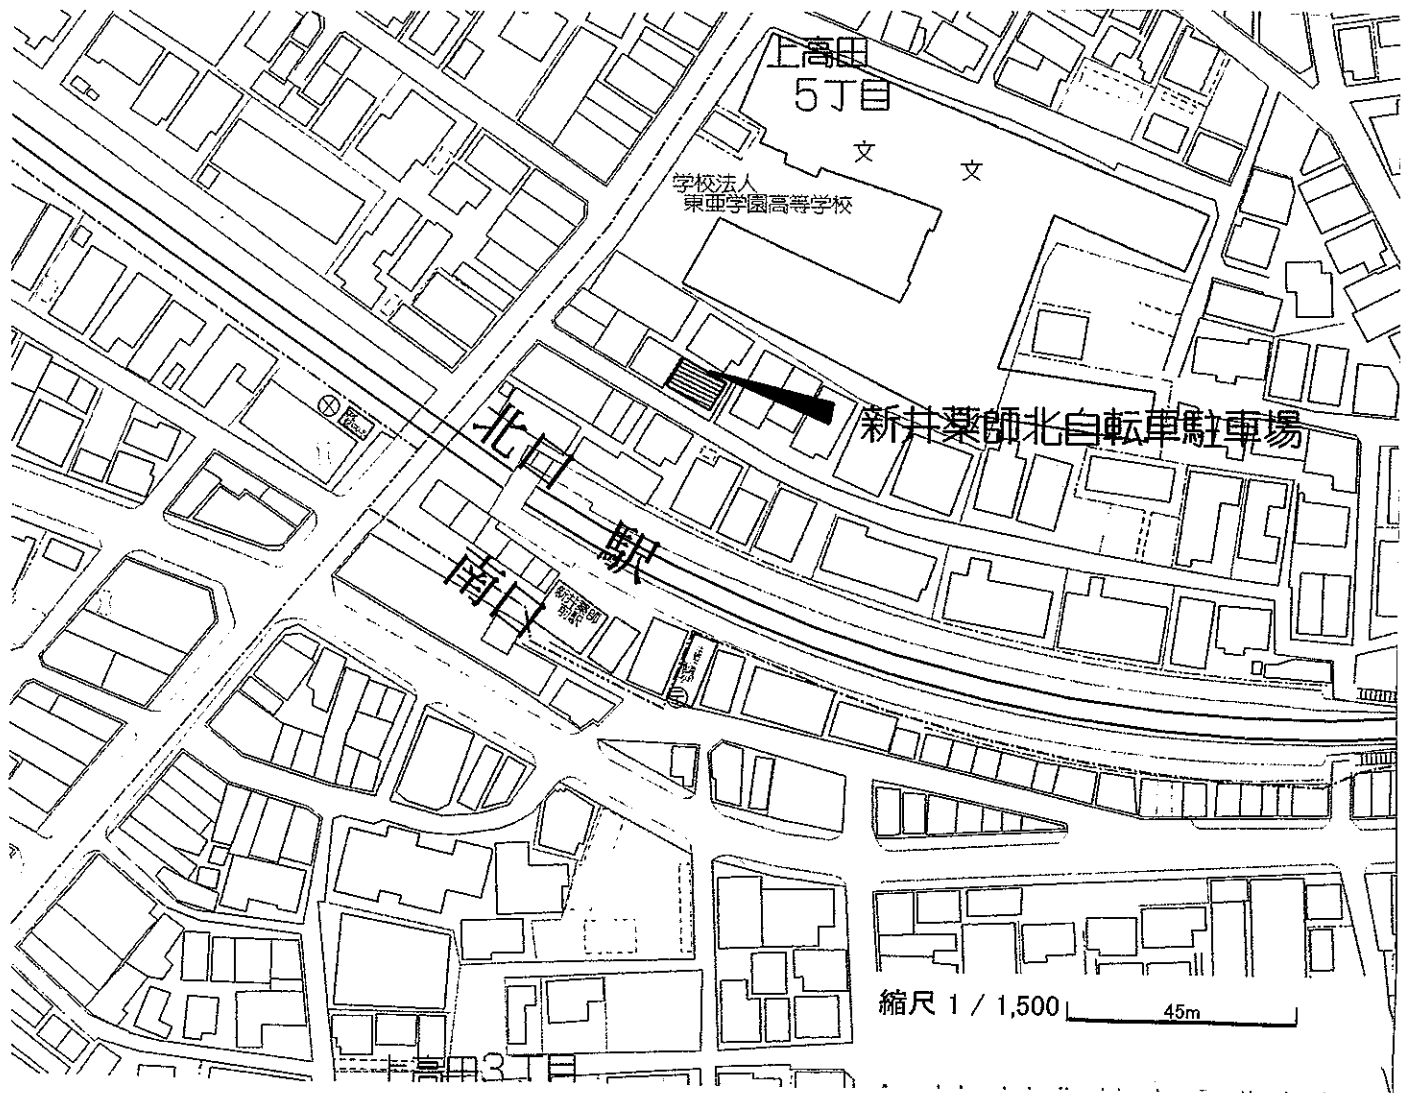 上高田
5丁目
文
文
学校法人
東亜学園高等学校
新井薬師北自転車駐車場
北口
駅
南口
新井薬師
前駅
縮尺 1 / 1,500
45m
上高田3丁目